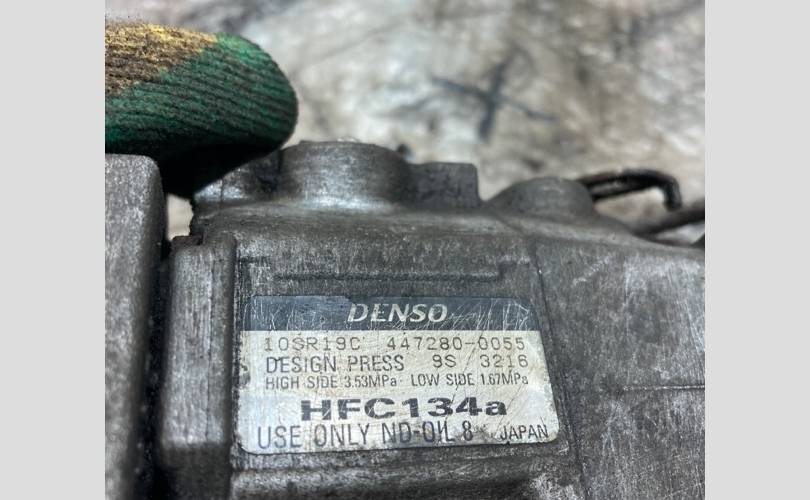 DENSO
10SR19C 447280-0055
DESIGN PRESS 9S 3216
HIGH SIDE 3.53MPa· LOW SIDE 1.67MPa
HFC134a
USE ONLY ND-OIL 8 JAPAN